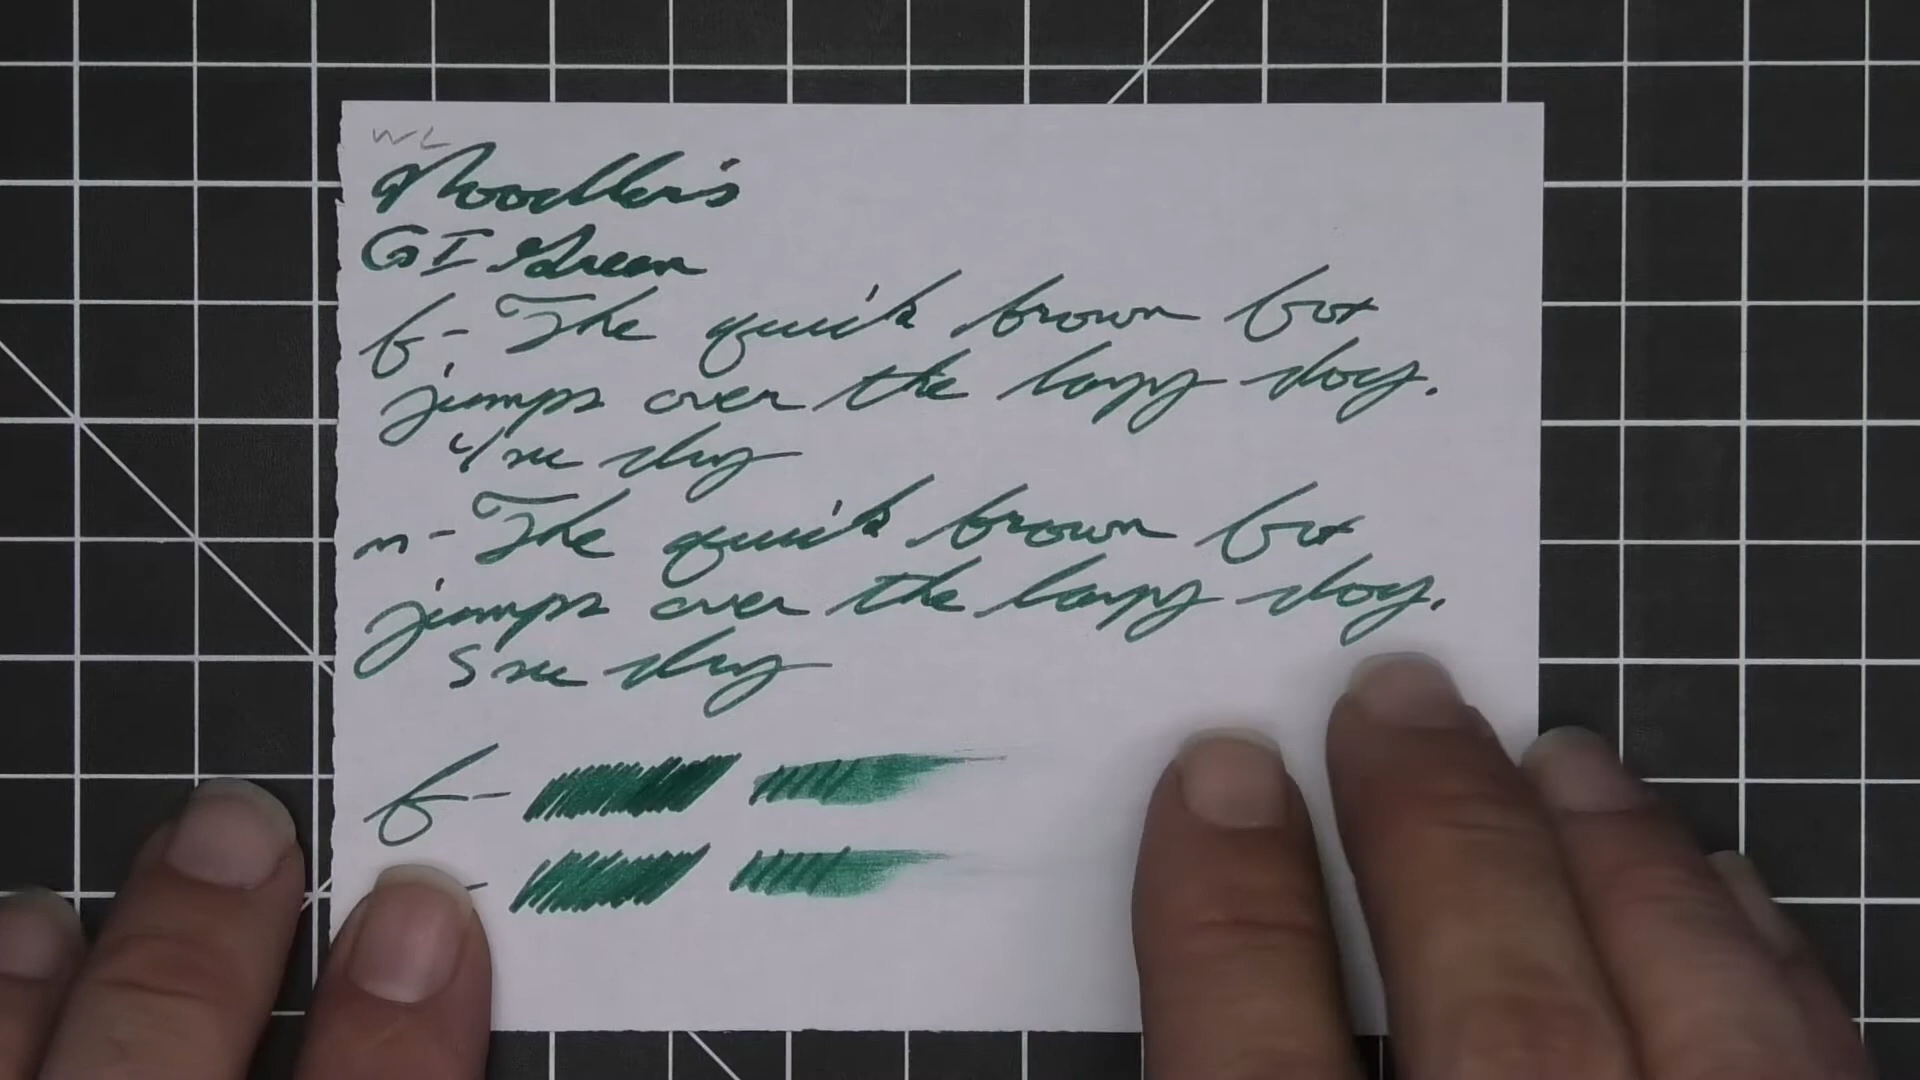 WL
Noodler's
GI Green
f- The quick brown fox
jumps over the lazy dog.
4 sec dry
m- The quick brown fox
jumps over the lazy dog.
5 sec dry
f-
-